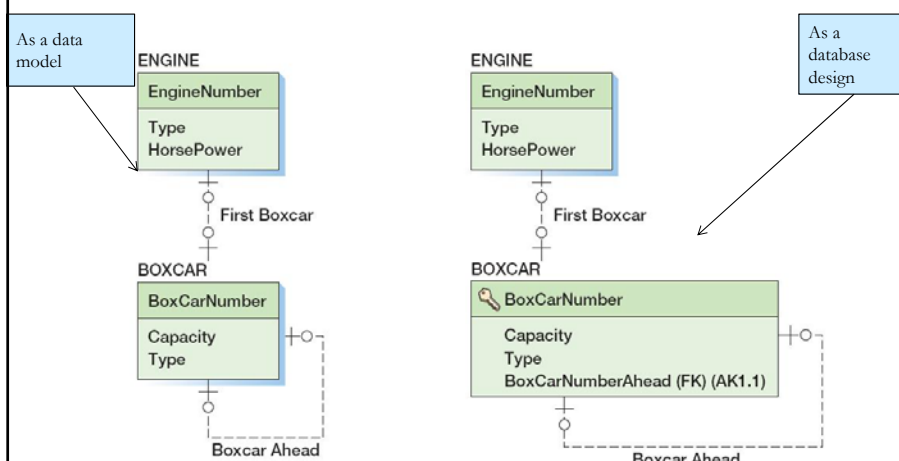 As a data
model
ENGINE
EngineNumber
Type
HorsePower
First Boxcar
BOXCAR
BoxCarNumber
Capacity
Type
Boxcar Ahead
As a
database
design
ENGINE
EngineNumber
Type
HorsePower
First Boxcar
BOXCAR
BoxCarNumber
Capacity
Type
BoxCarNumberAhead (FK) (AK1.1)
Boxcar Ahead